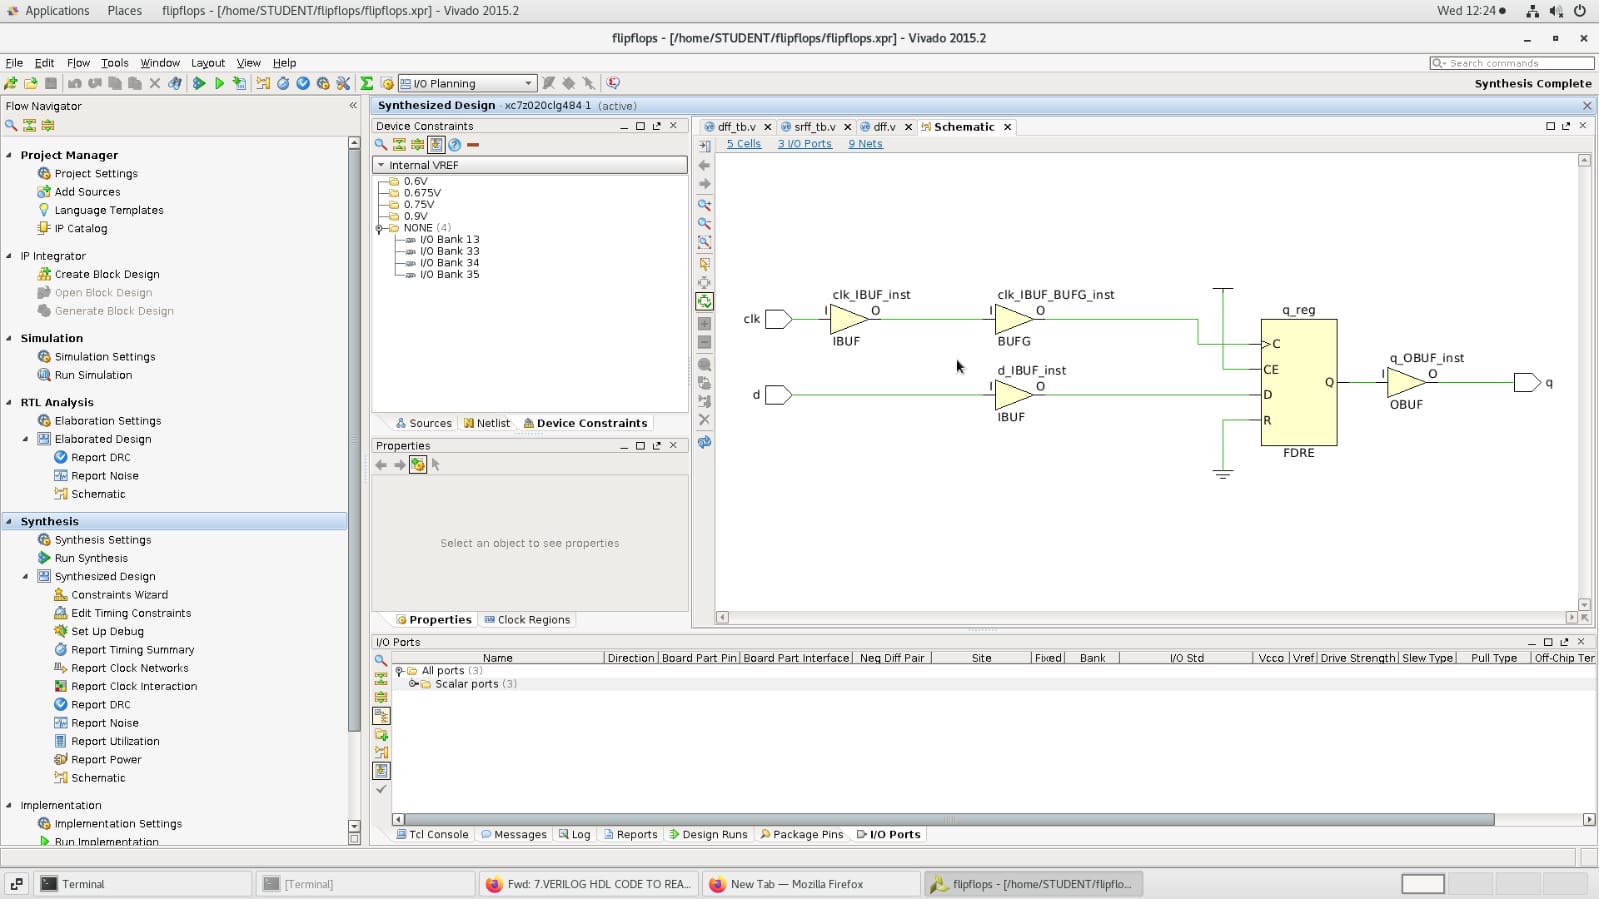 Applications Places flipflops - [/home/STUDENT/flipflops/flipflops.xpr] - Vivado 2015.2 Wed 12:24
flipflops - [/home/STUDENT/flipflops/flipflops.xpr] - Vivado 2015.2
File Edit Flow Tools Window Layout View Help Search commands
I/O Planning Synthesis Complete
Flow Navigator
Project Manager
Project Settings
Add Sources
Language Templates
IP Catalog
IP Integrator
Create Block Design
Open Block Design
Generate Block Design
Simulation
Simulation Settings
Run Simulation
RTL Analysis
Elaboration Settings
Elaborated Design
Report DRC
Report Noise
Schematic
Synthesis
Synthesis Settings
Run Synthesis
Synthesized Design
Constraints Wizard
Edit Timing Constraints
Set Up Debug
Report Timing Summary
Report Clock Networks
Report Clock Interaction
Report DRC
Report Noise
Report Utilization
Report Power
Schematic
Implementation
Implementation Settings
Run Implementation
Synthesized Design - xc7z020clg484-1 (active)
Device Constraints
Internal VREF
0.6V
0.675V
0.75V
0.9V
NONE (4)
I/O Bank 13
I/O Bank 33
I/O Bank 34
I/O Bank 35
Sources Netlist Device Constraints
Properties
Select an object to see properties
Properties Clock Regions
dff_tb.v srff_tb.v dff.v Schematic
5 Cells 3 I/O Ports 9 Nets
clk_IBUF_inst clk_IBUF_BUFG_inst
q_reg
clk I O I O
IBUF BUFG
C
q_OBUF_inst
d_IBUF_inst
CE
I O
Q q
d I O
D
OBUF
IBUF
R
FDRE
I/O Ports
Name Direction Board Part Pin Board Part Interface Neg Diff Pair Site Fixed Bank I/O Std Vcco Vref Drive Strength Slew Type Pull Type Off-Chip Ter
All ports (3)
Scalar ports (3)
Tcl Console Messages Log Reports Design Runs Package Pins I/O Ports
Terminal [Terminal] Fwd: 7.VERILOG HDL CODE TO REA... New Tab — Mozilla Firefox flipflops - [/home/STUDENT/flipflo...